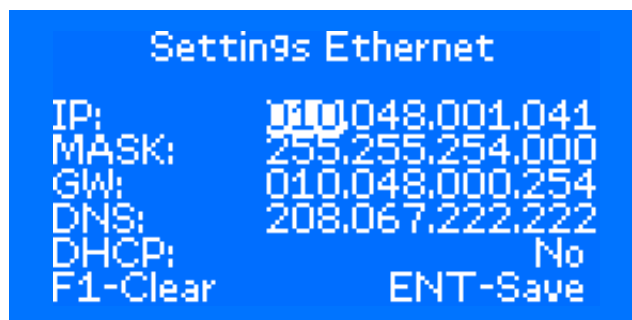 Settings Ethernet
IP: 010.048.001.041
MASK: 255.255.254.000
GW: 010.048.000.254
DNS: 208.067.222.222
DHCP: No
F1-Clear ENT-Save